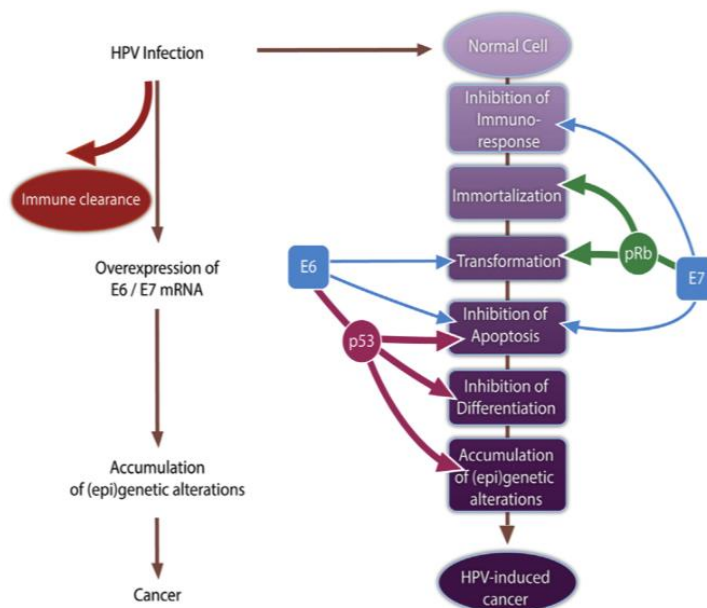 HPV Infection
Normal Cell
Inhibition of
Immuno-
response
Immune clearance
Immortalization
pRb
Overexpression of
E6 / E7 mRNA
E6
Transformation
E7
p53
Inhibition of
Apoptosis
Inhibition of
Differentiation
Accumulation
of (epi)genetic alterations
Accumulation
of (epi)genetic
alterations
Cancer
HPV-induced
cancer